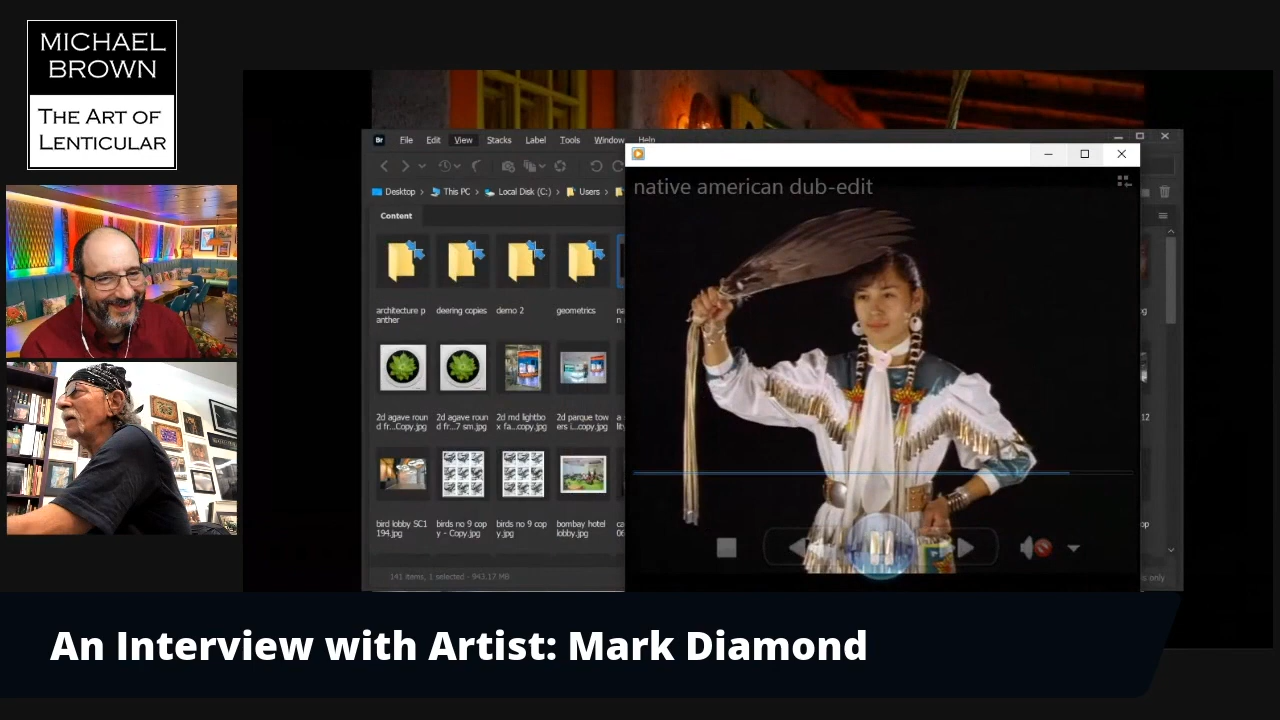 MICHAEL
BROWN
THE ART OF
LENTICULAR
Br File Edit View Stacks Label Tools Window Help
Desktop > This PC > Local Disk (C:) > Users >
Content
native american dub-edit
architecture p
anther
deering copies
demo 2
geometrics
2d agave roun
d fr...Copy.jpg
2d agave roun
d fr...7 sm.jpg
2d md lightbo
x fa...copy.jpg
2d parque tow
ers i...copy.jpg
bird lobby SC1
194.jpg
birds no 9 cop
y - Copy.jpg
birds no 9 cop
y.jpg
bombay hotel
lobby.jpg
141 items, 1 selected - 943.17 MB
An Interview with Artist: Mark Diamond